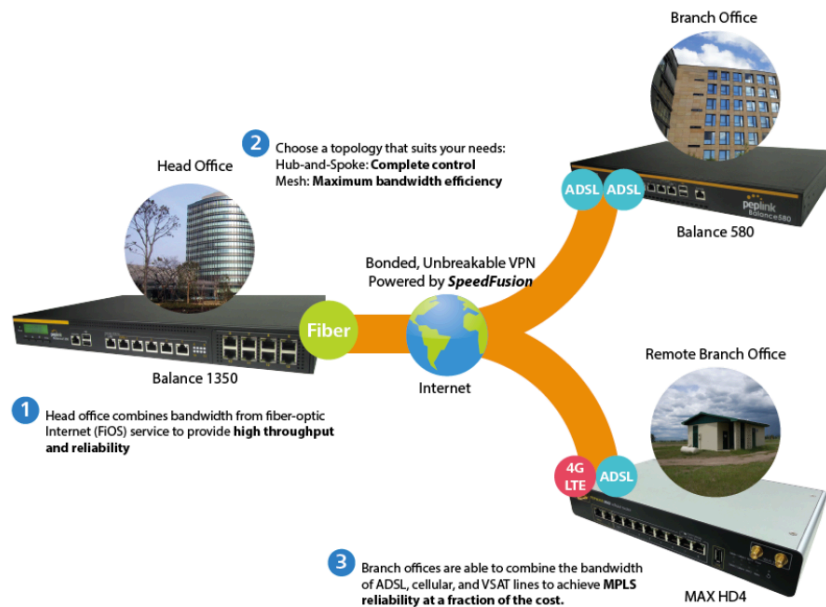 Branch Office
2
Choose a topology that suits your needs:
Hub-and-Spoke: Complete control
Mesh: Maximum bandwidth efficiency
Head Office
ADSL
ADSL
peplink
Balance580
Balance 580
Bonded, Unbreakable VPN
Powered by SpeedFusion
Fiber
Internet
Balance 1350
Remote Branch Office
1
Head office combines bandwidth from fiber-optic
Internet (FiOS) service to provide high throughput
and reliability
4G
LTE
ADSL
3
Branch offices are able to combine the bandwidth
of ADSL, cellular, and VSAT lines to achieve MPLS
reliability at a fraction of the cost.
MAX HD4